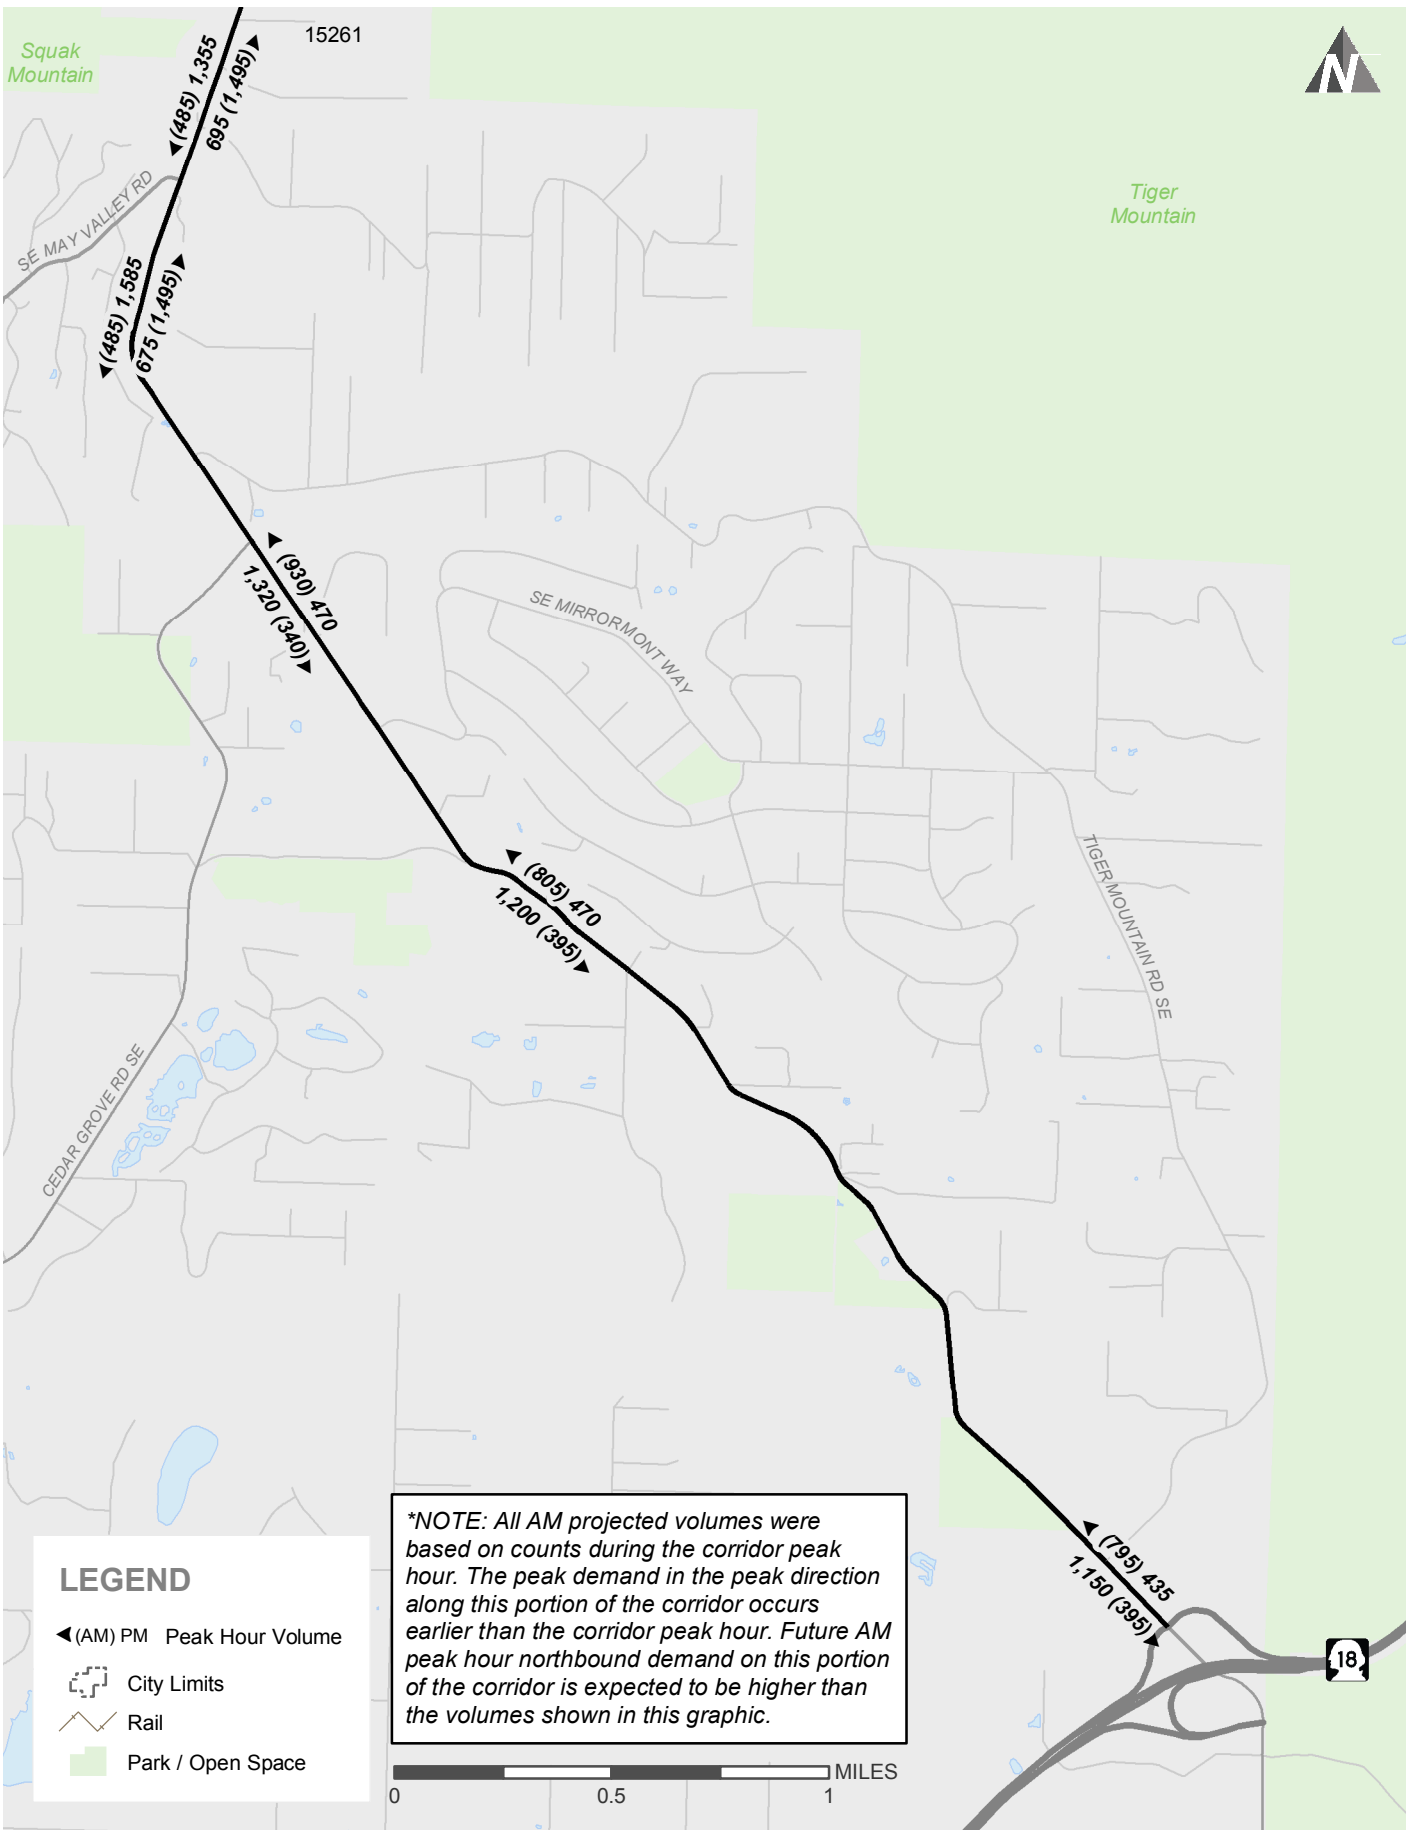 15261
Squak
Mountain
(485) 1,355
695 (1,495)
N
Tiger
Mountain
SE MAY VALLEY RD
(485) 1,585
675 (1,495)
(930) 470
1,320 (340)
SE MIRRORMONT WAY
(805) 470
1,200 (395)
TIGER MOUNTAIN RD SE
CEDAR GROVE RD SE
(795) 435
1,150 (395)
18
*NOTE: All AM projected volumes were
based on counts during the corridor peak
hour. The peak demand in the peak direction
along this portion of the corridor occurs
earlier than the corridor peak hour. Future AM
peak hour northbound demand on this portion
of the corridor is expected to be higher than
the volumes shown in this graphic.
LEGEND
(AM) PM Peak Hour Volume
City Limits
Rail
Park / Open Space
MILES
0 0.5 1